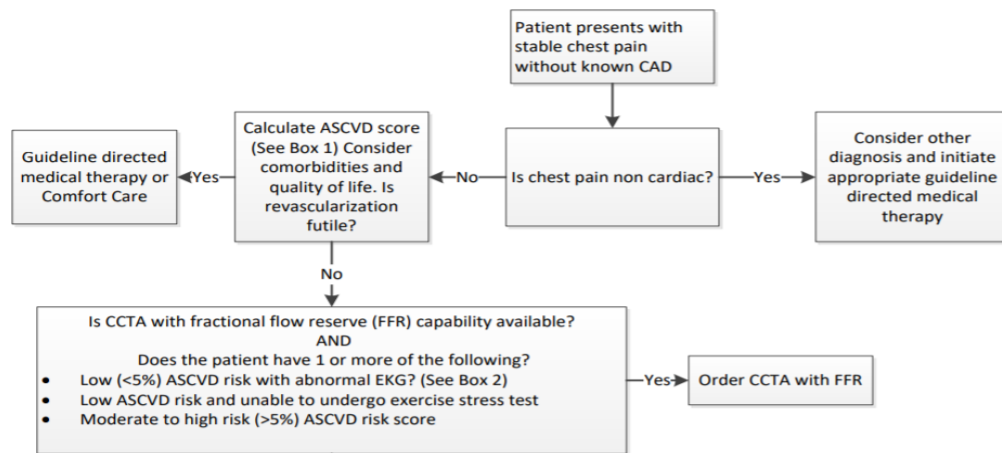 Patient presents with
stable chest pain
without known CAD
Is chest pain non cardiac?
Yes
Consider other
diagnosis and initiate
appropriate guideline
directed medical
therapy
No
Calculate ASCVD score
(See Box 1) Consider
comorbidities and
quality of life. Is
revascularization
futile?
Yes
Guideline directed
medical therapy or
Comfort Care
No
Is CCTA with fractional flow reserve (FFR) capability available?
AND
Does the patient have 1 or more of the following?
• Low (<5%) ASCVD risk with abnormal EKG? (See Box 2)
• Low ASCVD risk and unable to undergo exercise stress test
• Moderate to high risk (>5%) ASCVD risk score
Yes
Order CCTA with FFR